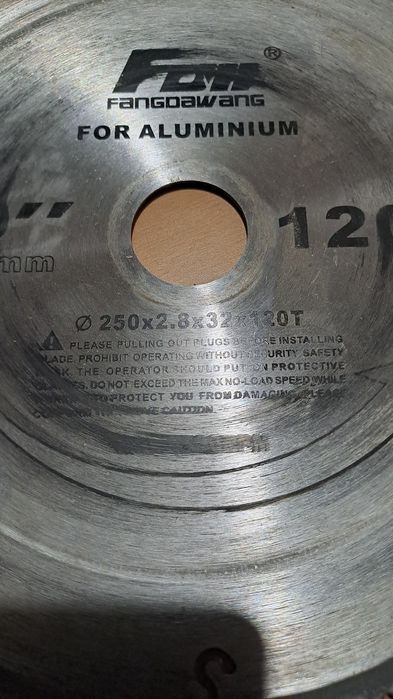 FDW ®
FANGDAWANG
FOR ALUMINIUM
" 120
mm
Ø 250x2.8x32x120T
PLEASE PULLING OUT PLUGS BEFORE INSTALLING
BLADE. PROHIBIT OPERATING WITHOUT SECURITY SAFETY
THE OPERATOR SHOULD PUT ON PROTECTIVE
DO NOT EXCEED THE MAX NO-LOAD SPEED WHILE
TO PROTECT YOU FROM DAMAGING, PLEASE
CAUTION.